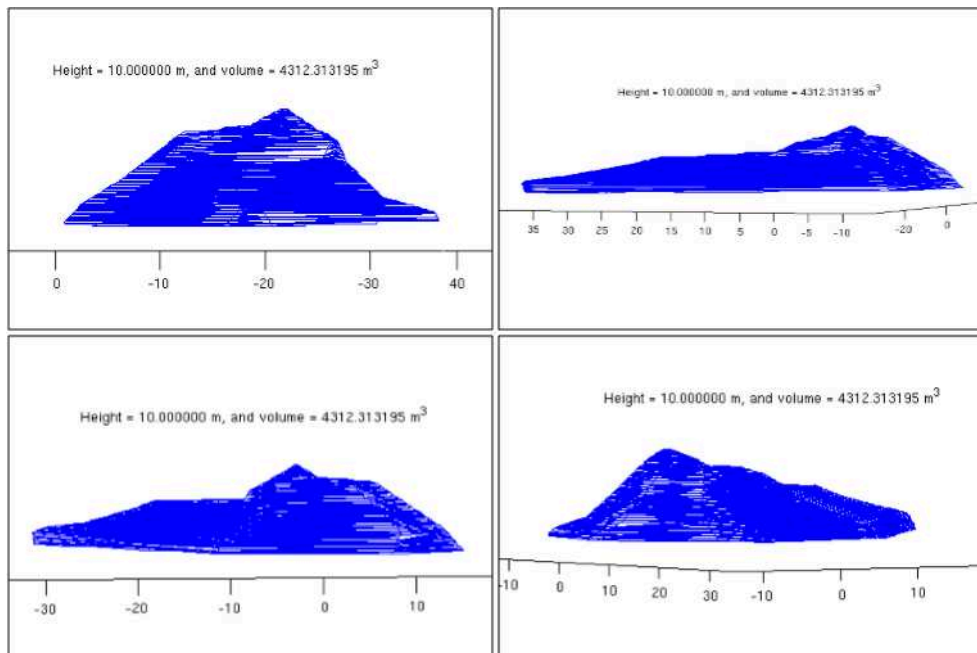 Height = 10.000000 m, and volume = 4312.313195 m³
0 -10 -20 -30 40
Height = 10.000000 m, and volume = 4312.313195 m³
35 30 25 20 15 10 5 0 -5 -10 -20 0
Height = 10.000000 m, and volume = 4312.313195 m³
-30 -20 -10 0 10
Height = 10.000000 m, and volume = 4312.313195 m³
-10 0 10 20 30 -10 0 10